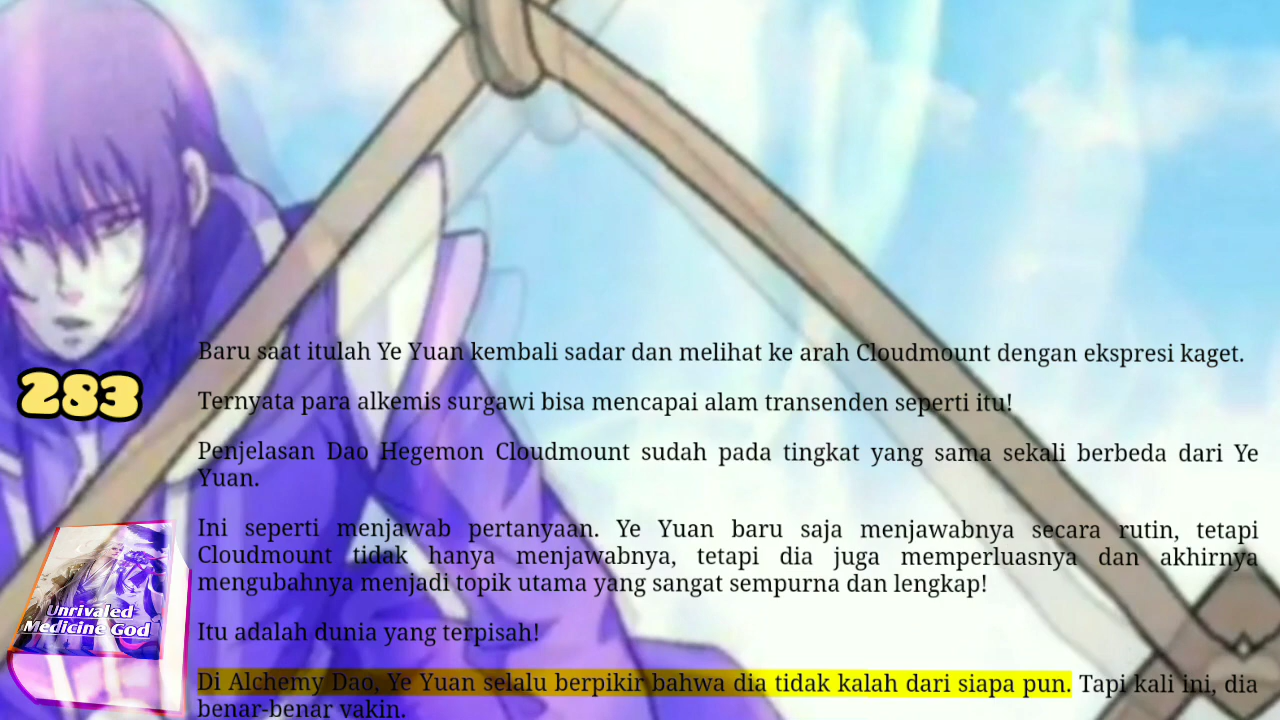 Baru saat itulah Ye Yuan kembali sadar dan melihat ke arah Cloudmount dengan ekspresi kaget.
Ternyata para alkemis surgawi bisa mencapai alam transenden seperti itu!
Penjelasan Dao Hegemon Cloudmount sudah pada tingkat yang sama sekali berbeda dari Ye
Yuan.
283
Ini seperti menjawab pertanyaan. Ye Yuan baru saja menjawabnya secara rutin, tetapi
Cloudmount tidak hanya menjawabnya, tetapi dia juga memperluasnya dan akhirnya
mengubahnya menjadi topik utama yang sangat sempurna dan lengkap!
Unrivaled
Medicine God
Itu adalah dunia yang terpisah!
Di Alchemy Dao, Ye Yuan selalu berpikir bahwa dia tidak kalah dari siapa pun. Tapi kali ini, dia
benar-benar yakin.